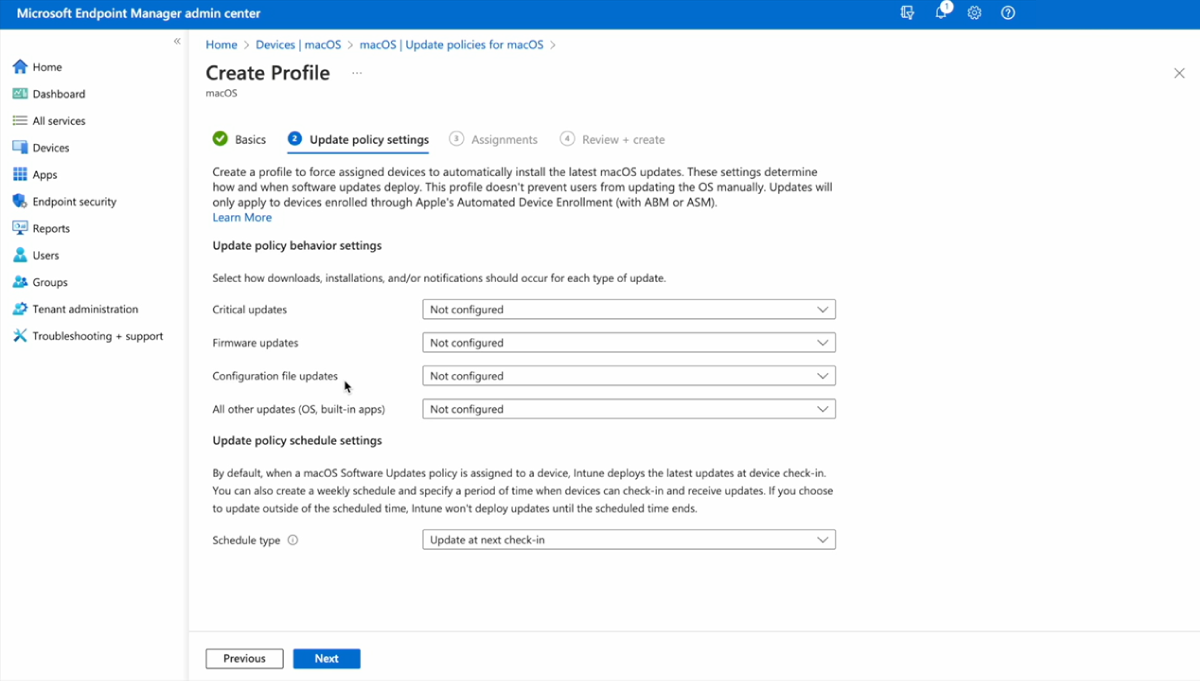 Microsoft Endpoint Manager admin center
1
«
Home > Devices | macOS > macOS | Update policies for macOS >
Create Profile ...
macOS
Home
Dashboard
All services
Devices
Apps
Endpoint security
Reports
Users
Groups
Tenant administration
Troubleshooting + support
Basics
2 Update policy settings
3 Assignments
4 Review + create
Create a profile to force assigned devices to automatically install the latest macOS updates. These settings determine
how and when software updates deploy. This profile doesn't prevent users from updating the OS manually. Updates will
only apply to devices enrolled through Apple's Automated Device Enrollment (with ABM or ASM).
Learn More
Update policy behavior settings
Select how downloads, installations, and/or notifications should occur for each type of update.
Critical updates Not configured
Firmware updates Not configured
Configuration file updates Not configured
All other updates (OS, built-in apps) Not configured
Update policy schedule settings
By default, when a macOS Software Updates policy is assigned to a device, Intune deploys the latest updates at device check-in.
You can also create a weekly schedule and specify a period of time when devices can check-in and receive updates. If you choose
to update outside of the scheduled time, Intune won't deploy updates until the scheduled time ends.
Schedule type Update at next check-in
Previous Next